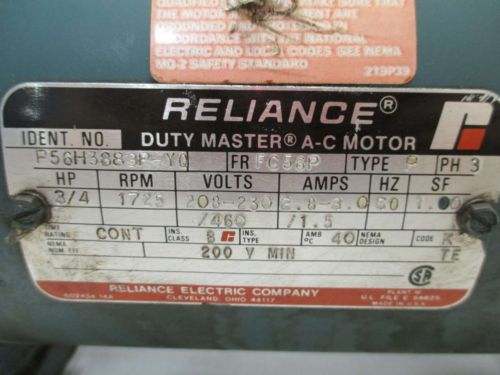 THE MOTOR
ELECTRIC AND LOCAL CODES (SEE NEMA
MG-2 SAFETY STANDARD
RELIANCE®
DUTY MASTER® A-C MOTOR
IDENT. NO. FR FC56P TYPE P PH 3
HP RPM VOLTS AMPS HZ SF
3/4 1725 208-230 2.8-3.0 60 1.00
/460 /1.5
RATING CONT INS. CLASS B INS. TYPE AMB °C 40 NEMA DESIGN CODE K
NEMA NOM. EFF. 200 V MIN TE
RELIANCE ELECTRIC COMPANY
CLEVELAND, OHIO 44117
MADE IN U.S.A.